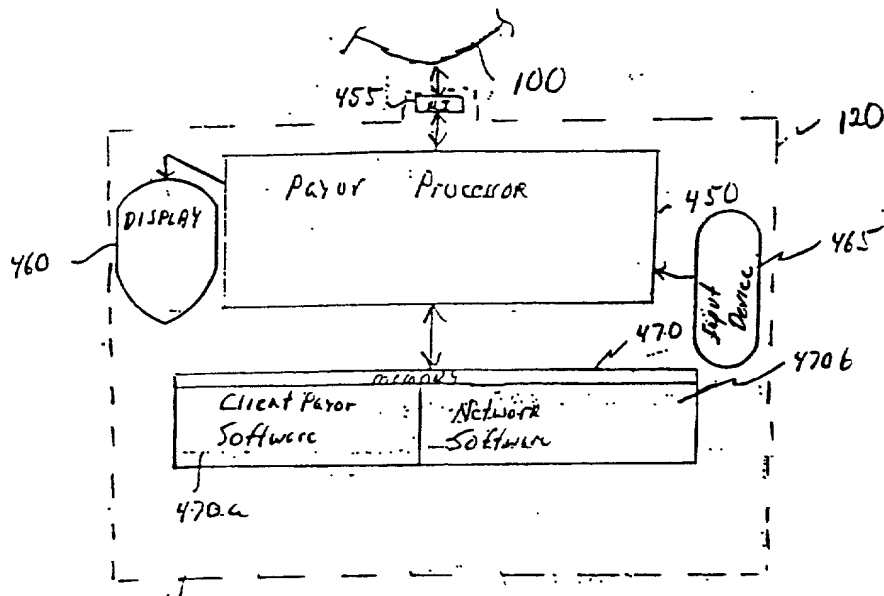 100
455
120
Payor Processor
450
DISPLAY
460
465
Input Device
470
memory
470b
Client Payor Software
Network Software
470a